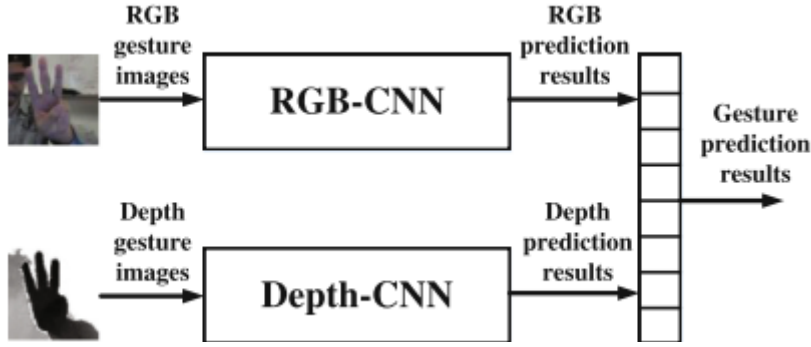 RGB
gesture
images
RGB-CNN
RGB
prediction
results
Gesture
prediction
results
Depth
gesture
images
Depth-CNN
Depth
prediction
results